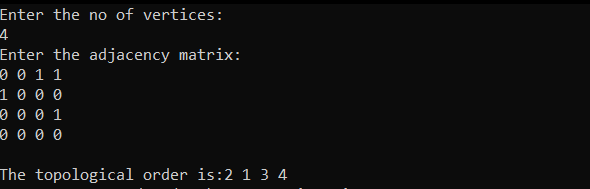 Enter the no of vertices:
4
Enter the adjacency matrix:
0 0 1 1
1 0 0 0
0 0 0 1
0 0 0 0
The topological order is:2 1 3 4